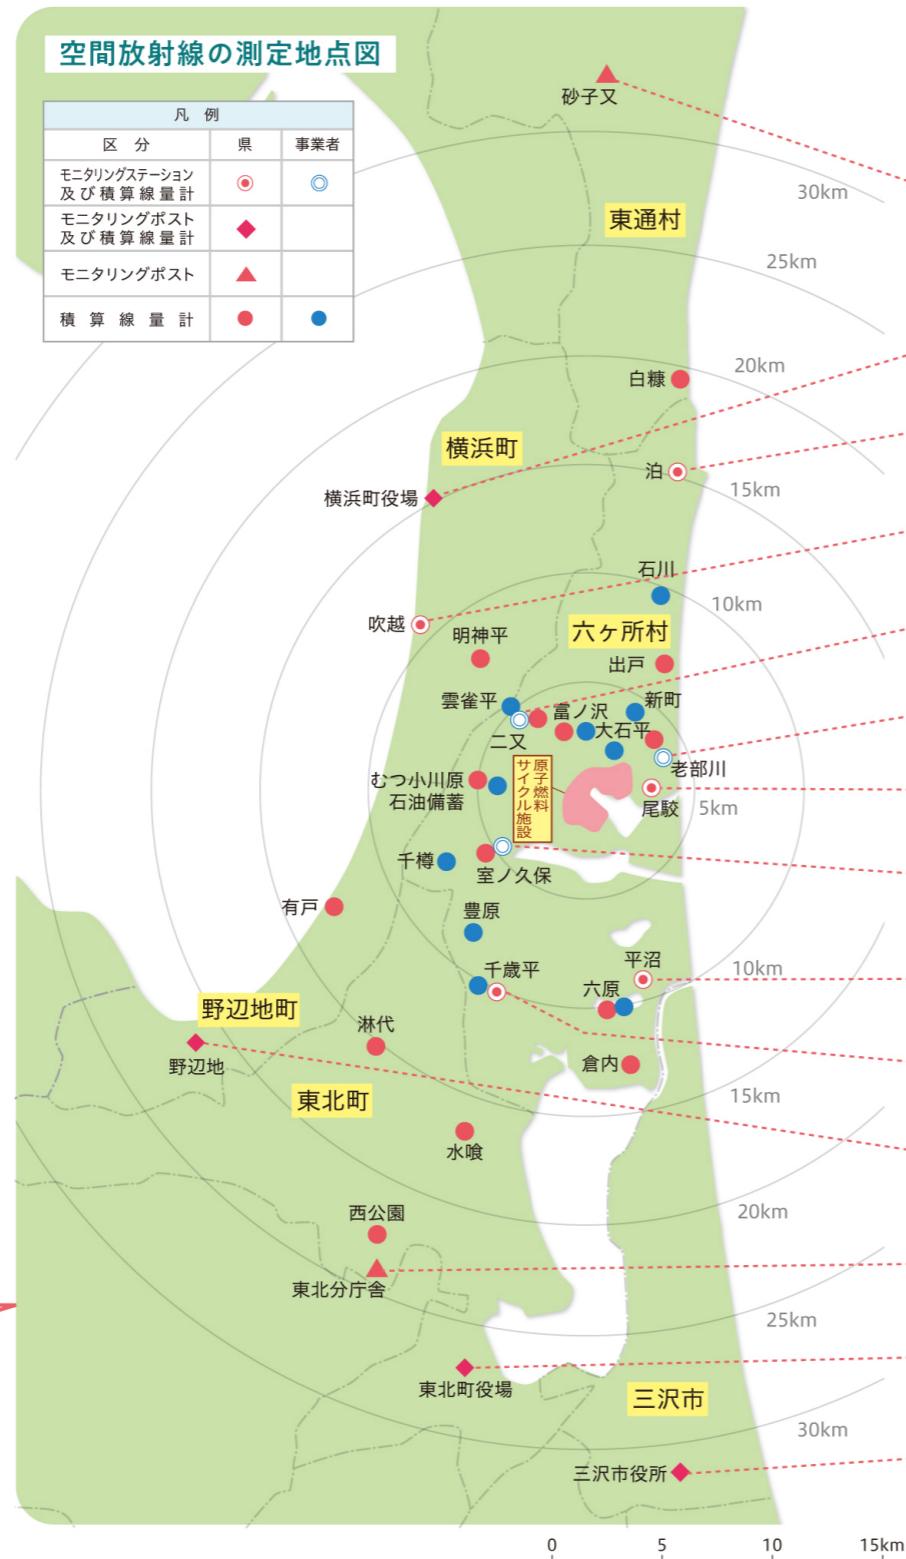 空間放射線の測定地点図
凡 例
区 分 県 事業者
モニタリングステーション
及び積算線量計
モニタリングポスト
及び積算線量計
モニタリングポスト
積算線量計
砂子又
30km
東通村
25km
20km
白糠
横浜町
泊
15km
横浜町役場
石川
10km
吹越
六ヶ所村
明神平
出戸
雲雀平
新町
富ノ沢
大石平
二又
老部川
むつ小川原
石油備蓄
原子燃料
サイクル施設
尾駮
5km
千樽
室ノ久保
有戸
豊原
平沼
千歳平
10km
六原
野辺地町
淋代
野辺地
倉内
東北町
15km
水喰
西公園
20km
東北分庁舎
25km
東北町役場
三沢市
30km
三沢市役所
0 5 10 15km